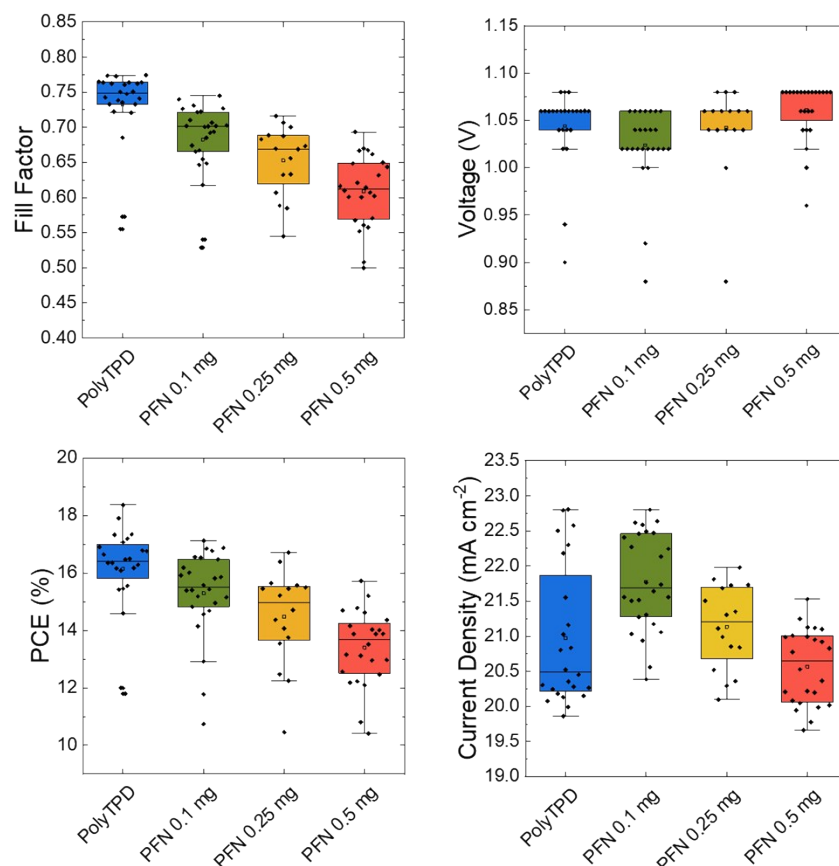 Fill Factor
0.85
0.80
0.75
0.70
0.65
0.60
0.55
0.50
0.45
0.40
PolyTPD
PFN 0.1 mg
PFN 0.25 mg
PFN 0.5 mg
Voltage (V)
1.15
1.10
1.05
1.00
0.95
0.90
0.85
PolyTPD
PFN 0.1 mg
PFN 0.25 mg
PFN 0.5 mg
PCE (%)
20
18
16
14
12
10
PolyTPD
PFN 0.1 mg
PFN 0.25 mg
PFN 0.5 mg
Current Density (mA cm⁻²)
23.5
23.0
22.5
22.0
21.5
21.0
20.5
20.0
19.5
19.0
PolyTPD
PFN 0.1 mg
PFN 0.25 mg
PFN 0.5 mg